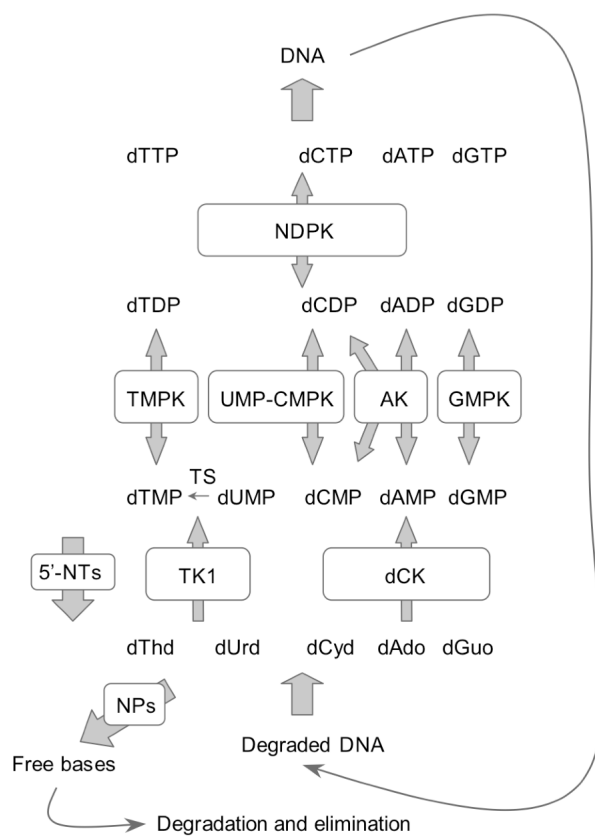 DNA
dTTP dCTP dATP dGTP
NDPK
dTDP dCDP dADP dGDP
TMPK UMP-CMPK AK GMPK
TS
dTMP dUMP dCMP dAMP dGMP
5'-NTs TK1 dCK
dThd dUrd dCyd dAdo dGuo
NPs
Degraded DNA
Free bases
Degradation and elimination